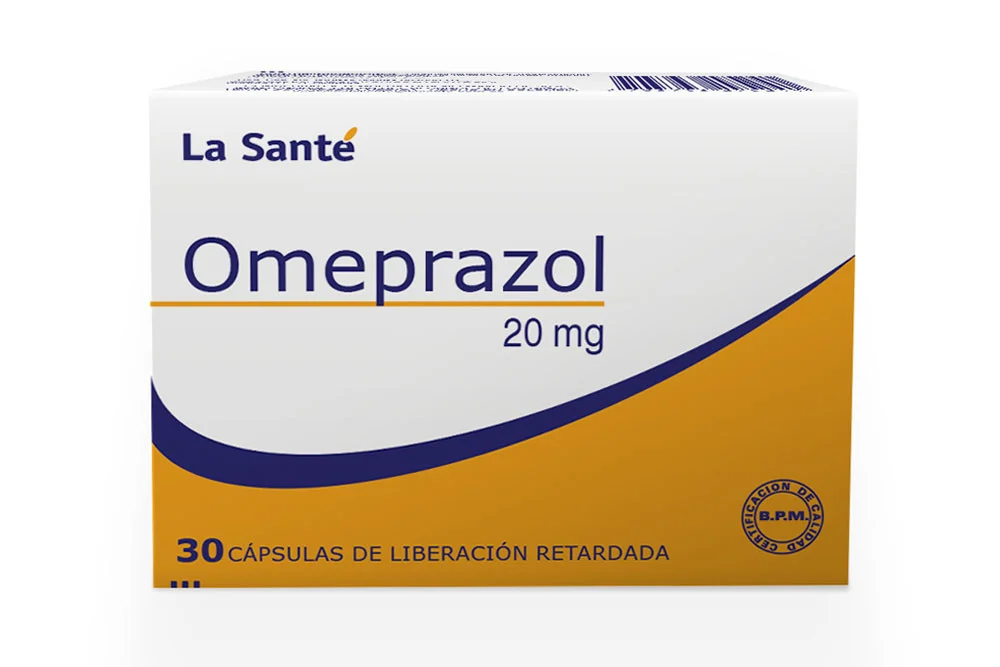 La Santé
Omeprazol
20 mg
30 CÁPSULAS DE LIBERACIÓN RETARDADA
CERTIFICACION DE CALIDAD
B.P.M.